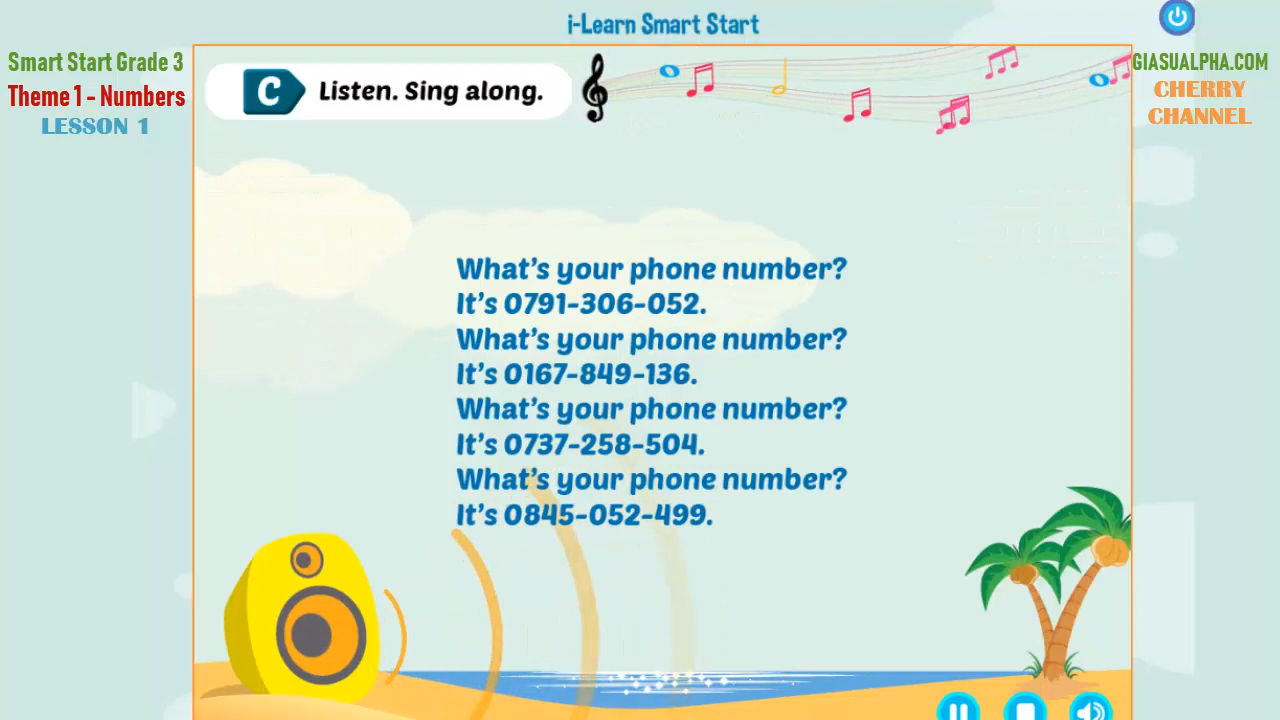 i-Learn Smart Start
Smart Start Grade 3
Theme 1 - Numbers
LESSON 1
GIASUALPHA.COM
CHERRY
CHANNEL
C Listen. Sing along.
What's your phone number?
It's 0791-306-052.
What's your phone number?
It's 0167-849-136.
What's your phone number?
It's 0737-258-504.
What's your phone number?
It's 0845-052-499.